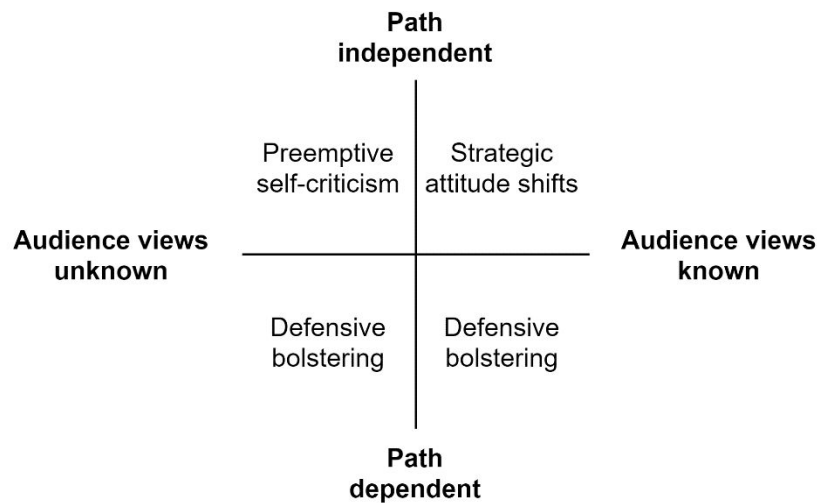 Path
independent
Preemptive
self-criticism
Strategic
attitude shifts
Audience views
unknown
Audience views
known
Defensive
bolstering
Defensive
bolstering
Path
dependent